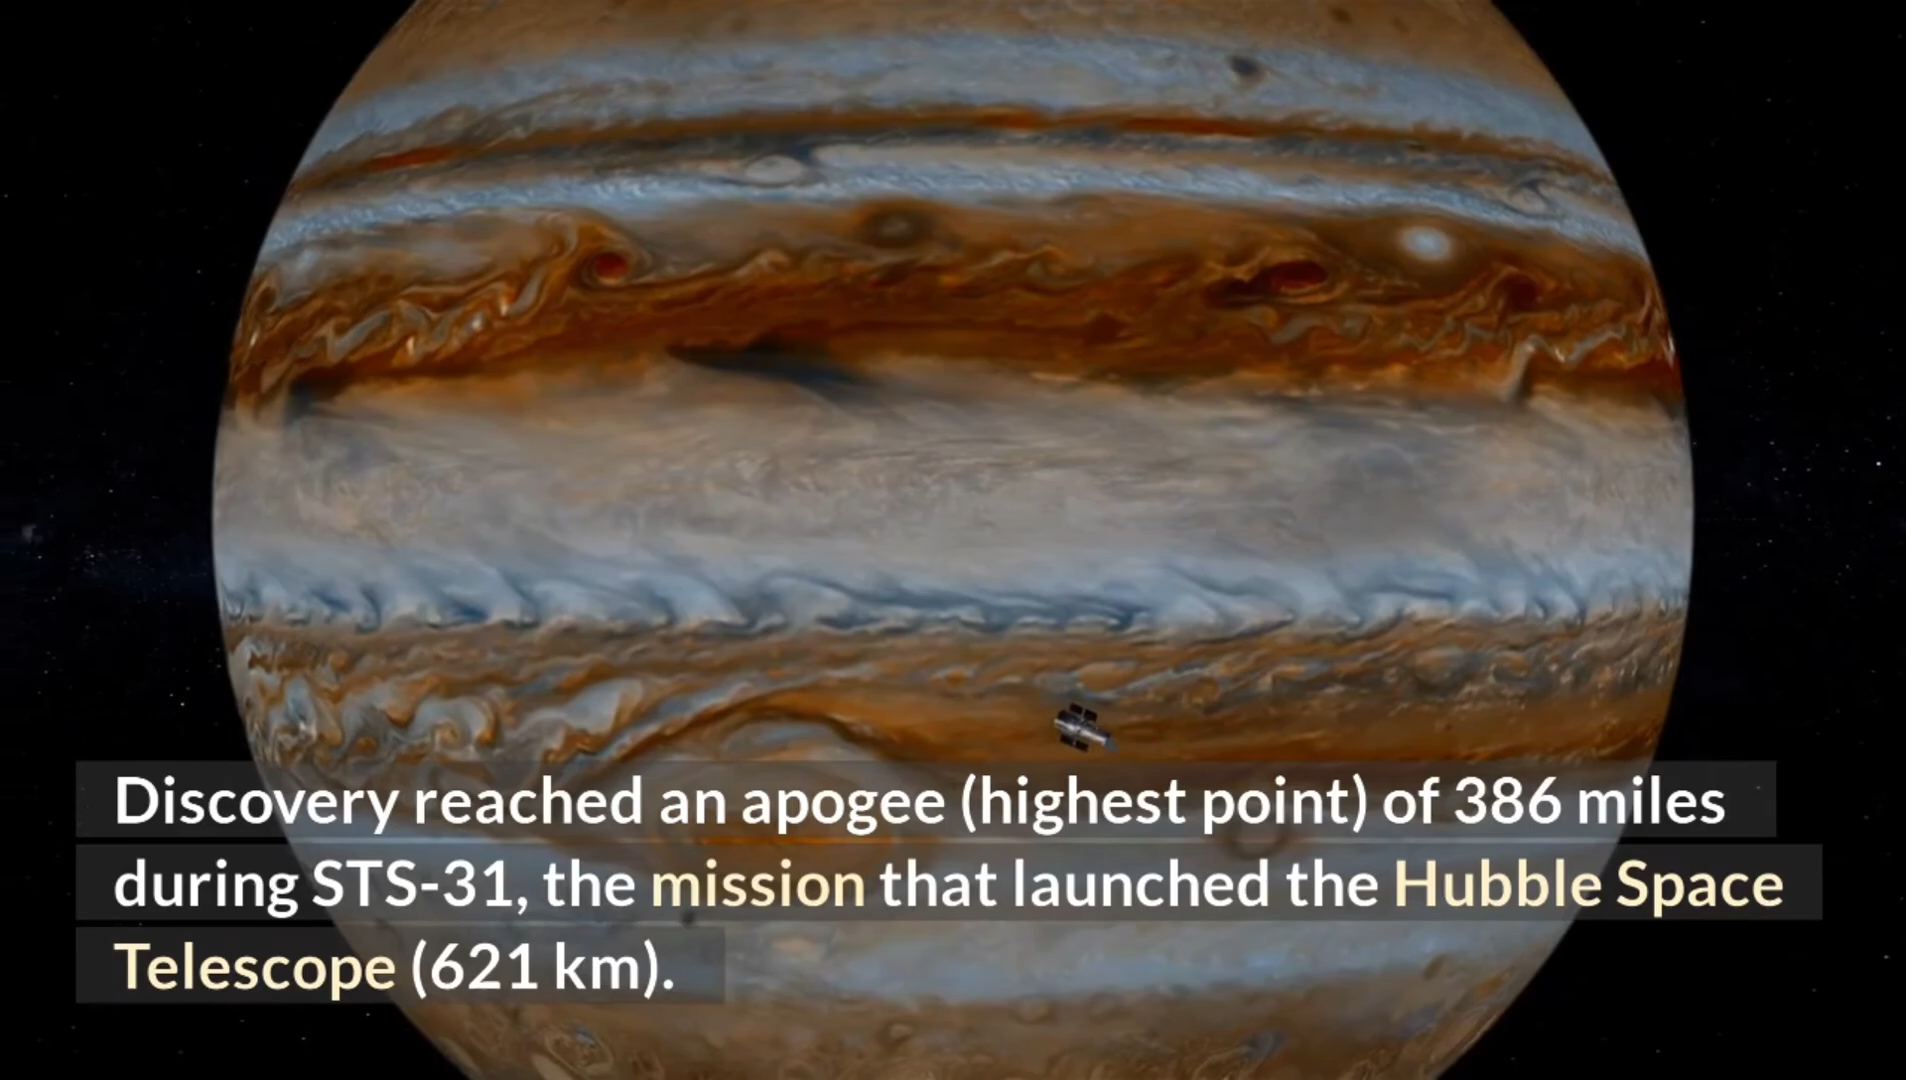 Discovery reached an apogee (highest point) of 386 miles
during STS-31, the mission that launched the Hubble Space
Telescope (621 km).